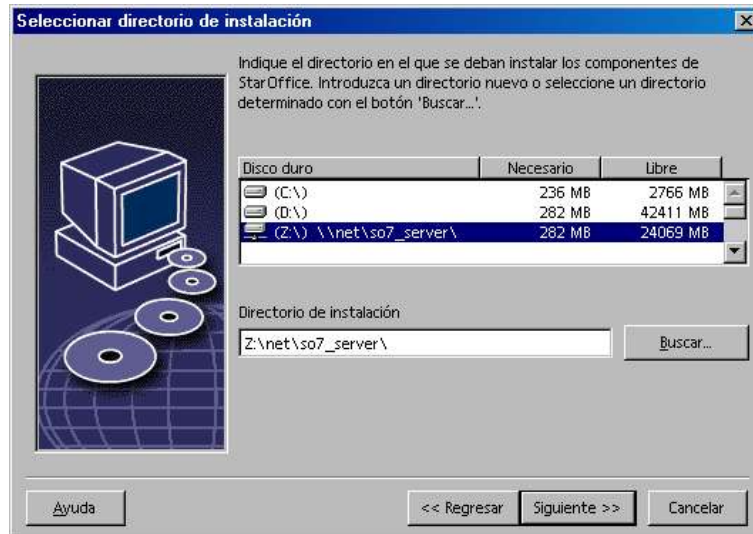 Seleccionar directorio de instalación
Indique el directorio en el que se deban instalar los componentes de
StarOffice. Introduzca un directorio nuevo o seleccione un directorio
determinado con el botón 'Buscar...'.
Disco duro Necesario Libre
(C:\) 236 MB 2766 MB
(D:\) 282 MB 42411 MB
(Z:\) \\net\so7_server\ 282 MB 24069 MB
Directorio de instalación
Z:\net\so7_server\ Buscar...
Ayuda << Regresar Siguiente >> Cancelar